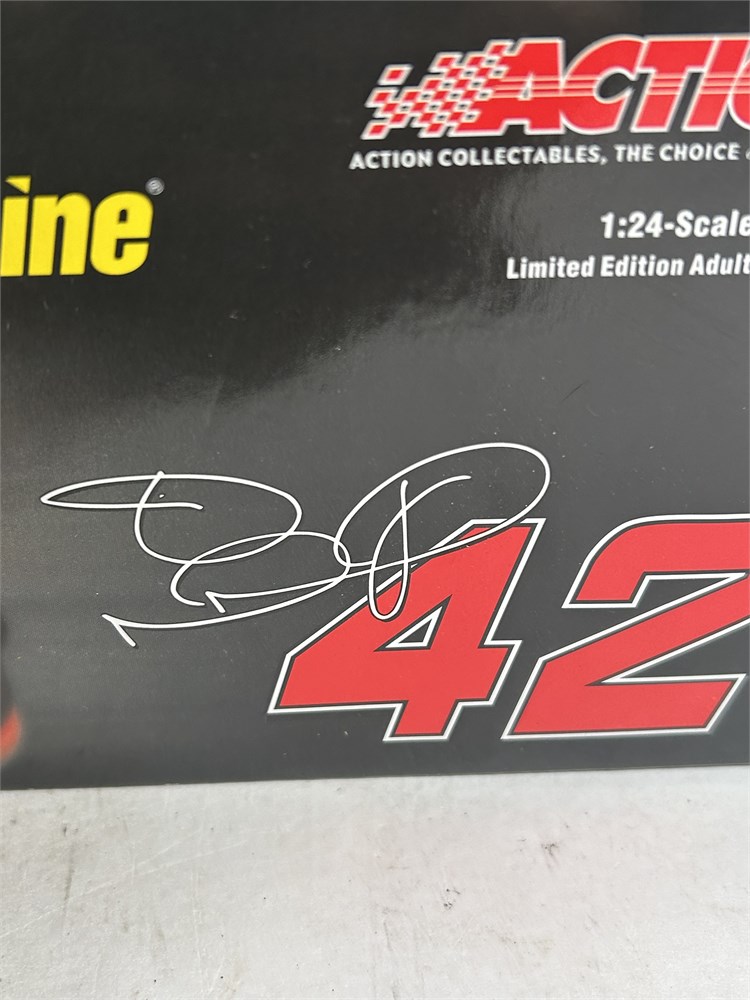 ACTIO
ACTION COLLECTABLES, THE CHOICE
ine®
1:24-Scale
Limited Edition Adult
42